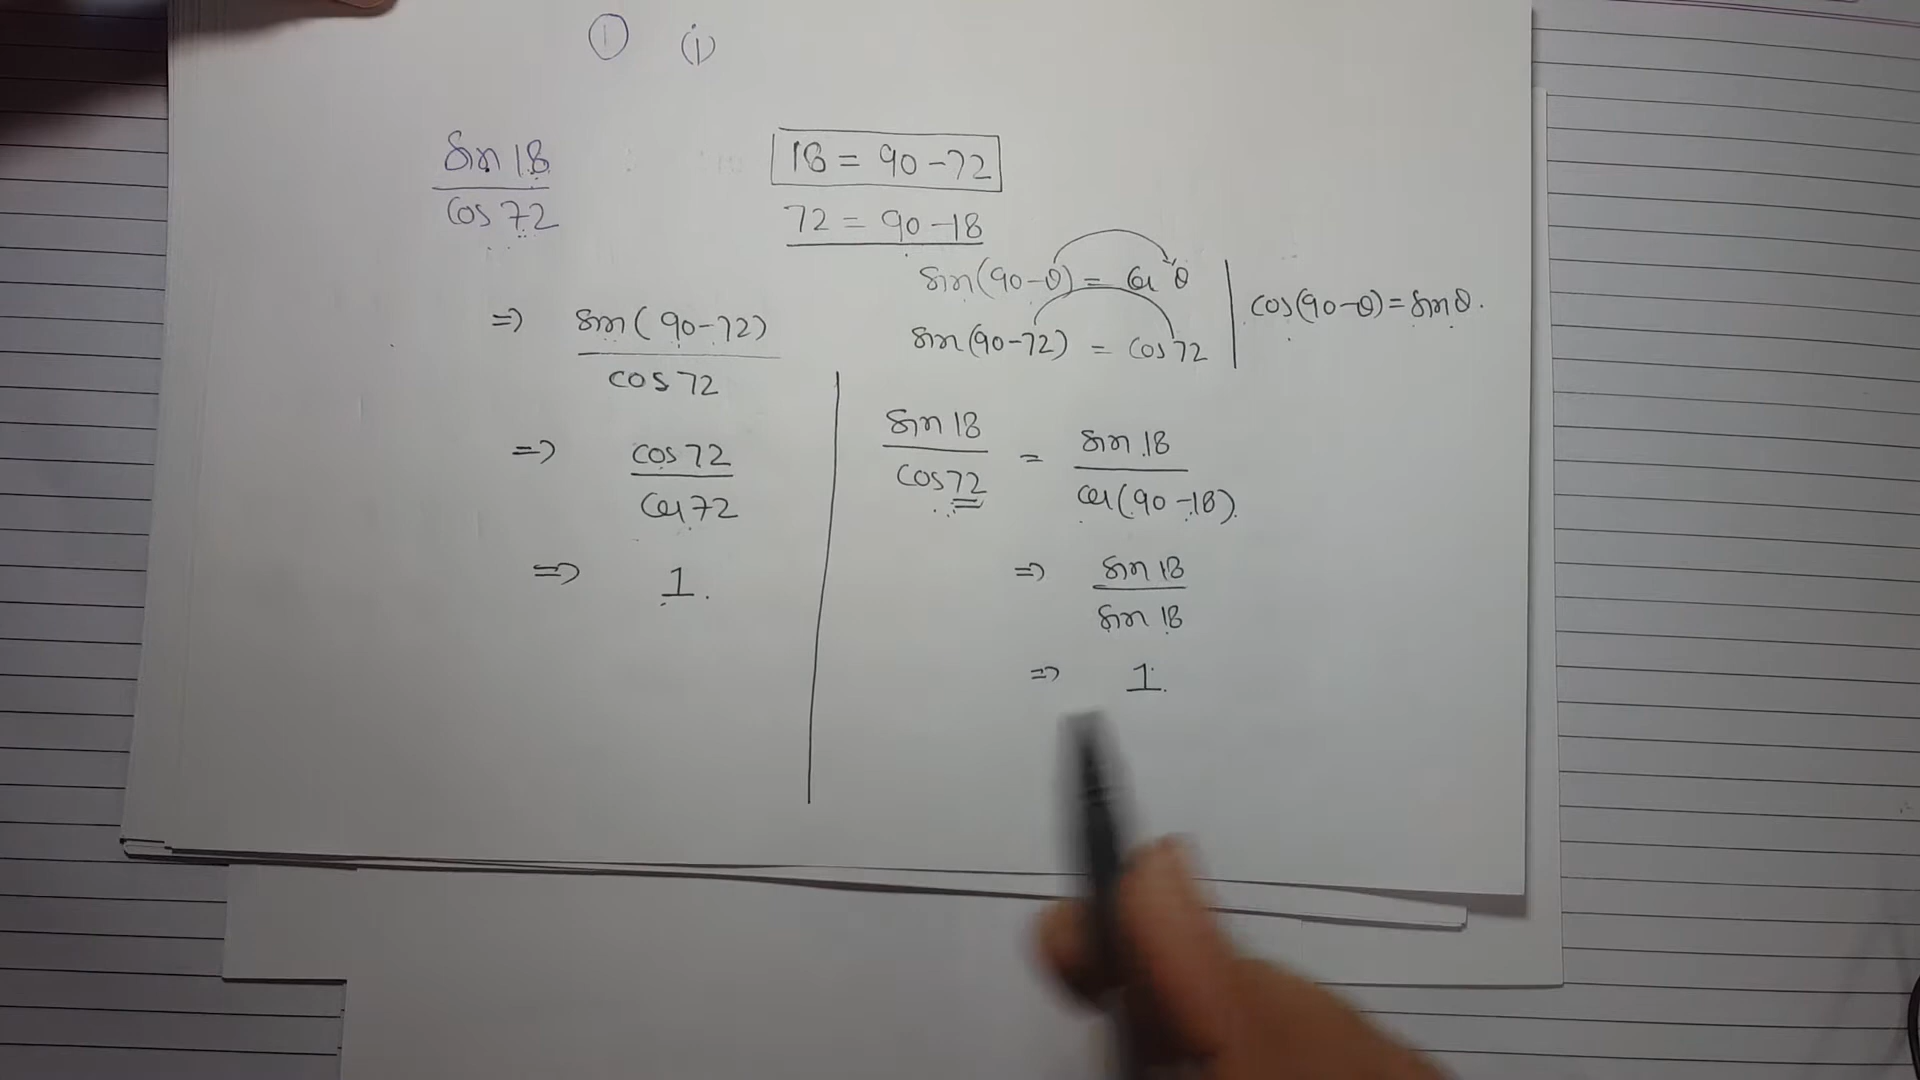 ① (i)
sin 18
cos 72
18 = 90 - 72
72 = 90 - 18
sin(90-θ) = cos θ
sin(90-72) = cos 72
cos(90-θ) = sin θ.
=> sin(90-72)
cos 72
=> cos 72
cos 72
=> 1.
sin 18
cos 72
= sin 18
cos(90-18).
=> sin 18
sin 18
=> 1.